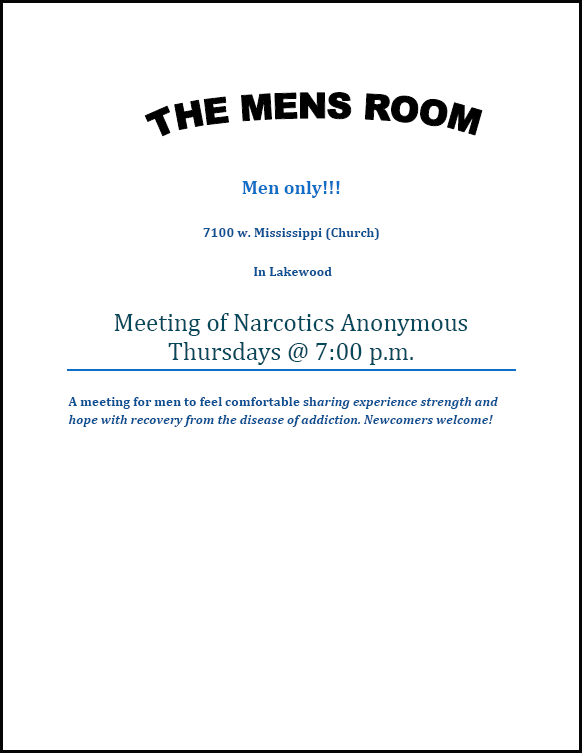 THE MENS ROOM
Men only!!!
7100 w. Mississippi (Church)
In Lakewood
Meeting of Narcotics Anonymous
Thursdays @ 7:00 p.m.
A meeting for men to feel comfortable sharing experience strength and
hope with recovery from the disease of addiction. Newcomers welcome!